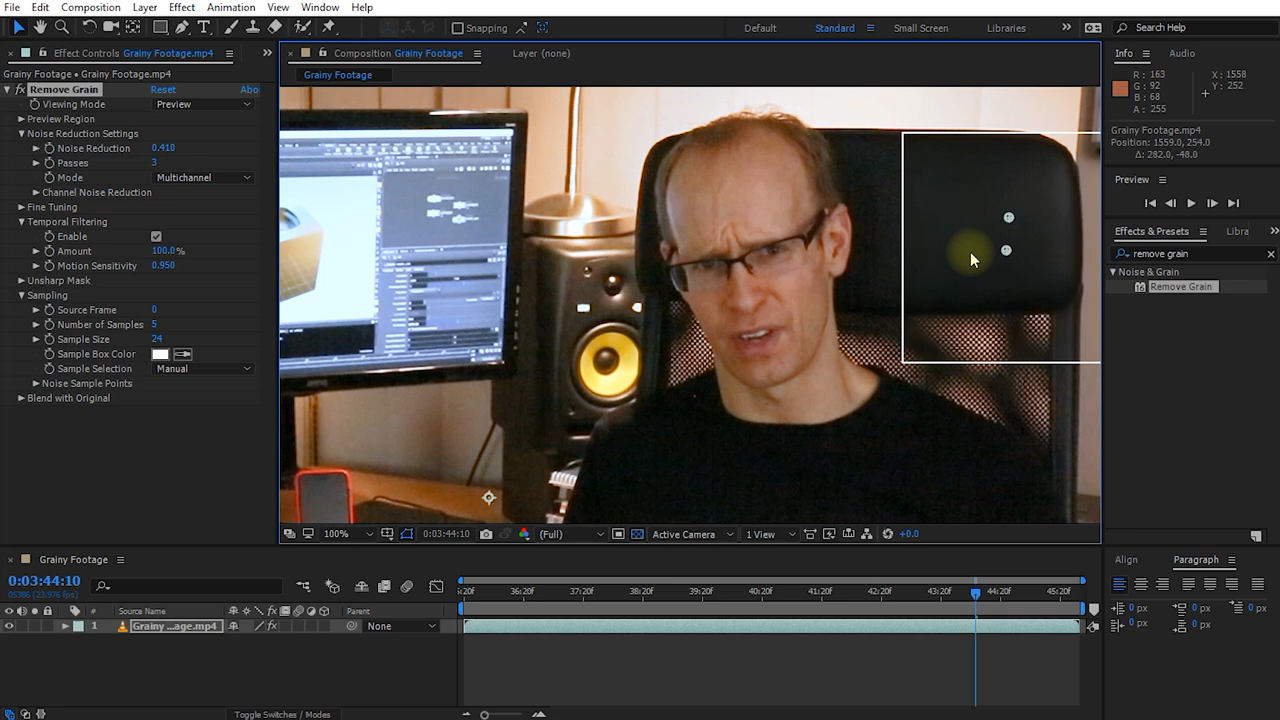 File Edit Composition Layer Effect Animation View Window Help
Snapping Default Standard Small Screen Libraries Search Help
Effect Controls Grainy Footage.mp4
Composition Grainy Footage
Layer (none)
Info Audio
Grainy Footage • Grainy Footage.mp4
Grainy Footage
R : 163
G : 92
B : 68
A : 255
X : 1558
Y : 252
Grainy Footage.mp4
Position: 1559.0, 254.0
Δ: 282.0, -48.0
fx Remove Grain Reset Abo
Viewing Mode Preview
Preview Region
Noise Reduction Settings
Noise Reduction 0.410
Passes 3
Mode Multichannel
Channel Noise Reduction
Fine Tuning
Temporal Filtering
Enable
Amount 100.0 %
Motion Sensitivity 0.950
Unsharp Mask
Sampling
Source Frame 0
Number of Samples 5
Sample Size 24
Sample Box Color
Sample Selection Manual
Noise Sample Points
Blend with Original
Preview
Effects & Presets Libra
remove grain
Noise & Grain
Remove Grain
100% 0:03:44:10 (Full) Active Camera 1 View +0.0
Grainy Footage
0:03:44:10
05386 (23.976 fps)
# Source Name Parent
1 Grainy ...age.mp4 None
36:20f 37:20f 38:20f 39:20f 40:20f 41:20f 42:20f 43:20f 44:20f 45:20f
Toggle Switches / Modes
Align Paragraph
0 px 0 px 0 px
0 px 0 px